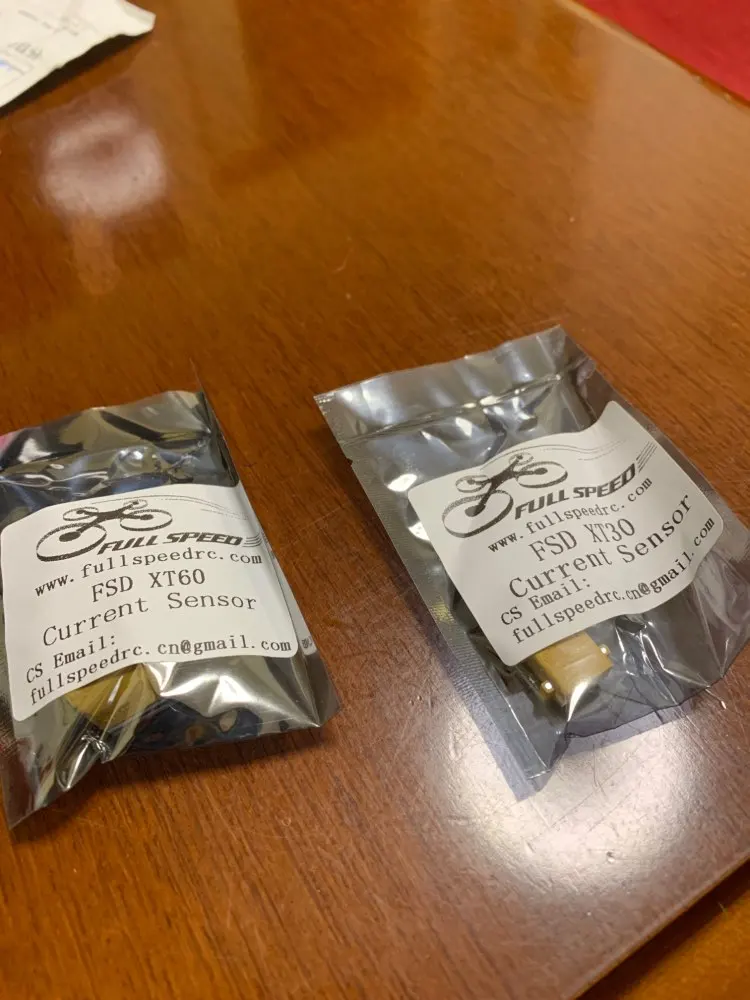 FULL SPEED
www.fullspeedrc.com
FSD XT60
Current Sensor
CS Email:
fullspeedrc.cn@gmail.com
FULL SPEED
www.fullspeedrc.com
FSD XT30
Current Sensor
CS Email:
fullspeedrc.cn@gmail.com